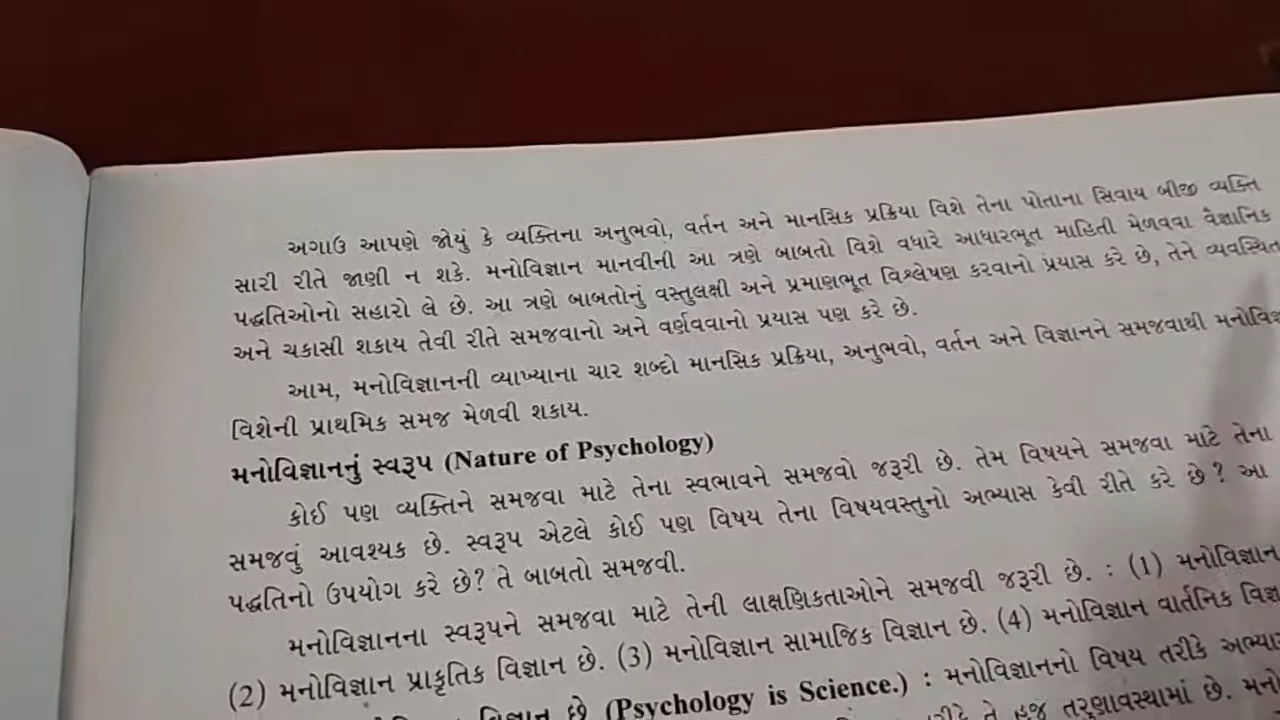 અગાઉ આપણે જોયું કે વ્યક્તિના અનુભવો, વર્તન અને માનસિક પ્રક્રિયા વિશે તેના પોતાના સિવાય બીજી વ્યક્તિ
સારી રીતે જાણી ન શકે. મનોવિજ્ઞાન માનવીની આ ત્રણે બાબતો વિશે વધારે આધારભૂત માહિતી મેળવવા વૈજ્ઞાનિક
પદ્ધતિઓનો સહારો લે છે. આ ત્રણે બાબતોનું વસ્તુલક્ષી અને પ્રમાણભૂત વિશ્લેષણ કરવાનો પ્રયાસ કરે છે, તેને વ્યવસ્થિત
અને ચકાસી શકાય તેવી રીતે સમજવાનો અને વર્ણવવાનો પ્રયાસ પણ કરે છે.
આમ, મનોવિજ્ઞાનની વ્યાખ્યાના ચાર શબ્દો માનસિક પ્રક્રિયા, અનુભવો, વર્તન અને વિજ્ઞાનને સમજવાથી
વિશેની પ્રાથમિક સમજ મેળવી શકાય.
મનોવિજ્ઞાનનું સ્વરૂપ (Nature of Psychology)
કોઈ પણ વ્યક્તિને સમજવા માટે તેના સ્વભાવને સમજવો જરૂરી છે. તેમ વિષયને સમજવા માટે તેના
સમજવું આવશ્યક છે. સ્વરૂપ એટલે કોઈ પણ વિષય તેના વિષયવસ્તુનો અભ્યાસ કેવી રીતે કરે છે? આ
પદ્ધતિનો ઉપયોગ કરે છે? તે બાબતો સમજવી.
મનોવિજ્ઞાનના સ્વરૂપને સમજવા માટે તેની લાક્ષણિકતાઓને સમજવી જરૂરી છે. : (1) મનોવિજ્ઞાન
(2) મનોવિજ્ઞાન પ્રાકૃતિક વિજ્ઞાન છે. (3) મનોવિજ્ઞાન સામાજિક વિજ્ઞાન છે. (4) મનોવિજ્ઞાન વાર્તનિક
વિજ્ઞાન છે (Psychology is Science.) : મનોવિજ્ઞાનનો વિષય તરીકે
તે હજુ તરુણાવસ્થામાં છે.